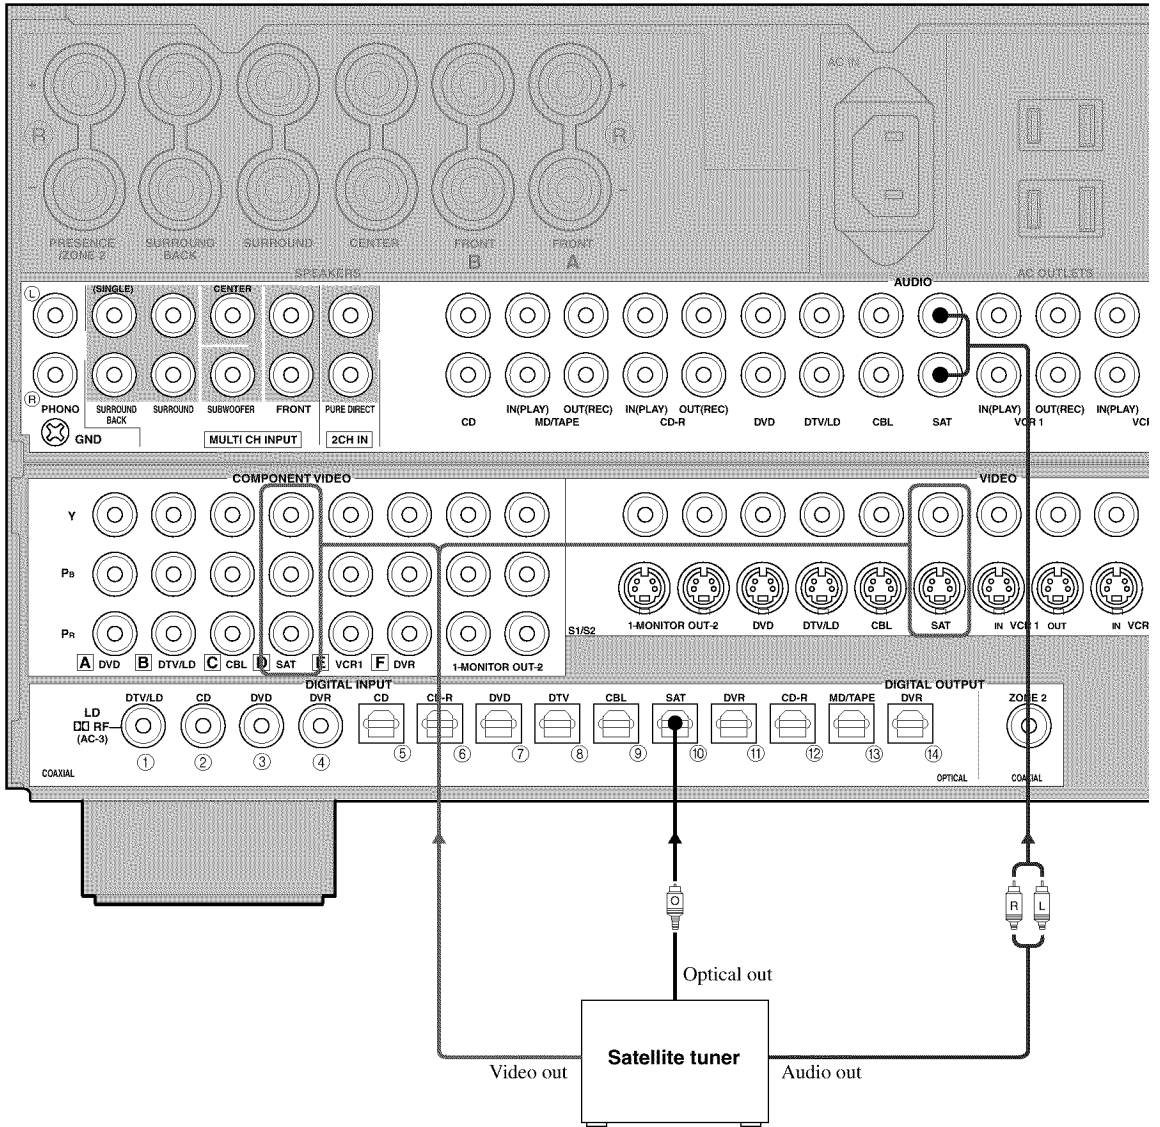 AC IN
+ +
R R
– –
PRESENCE /ZONE 2 SURROUND BACK SURROUND CENTER FRONT B FRONT A
SPEAKERS AC OUTLETS
AUDIO
L (SINGLE) CENTER
R
PHONO SURROUND BACK SURROUND SUBWOOFER FRONT PURE DIRECT
IN(PLAY) OUT(REC) IN(PLAY) OUT(REC) IN(PLAY) OUT(REC) IN(PLAY)
CD MD/TAPE CD-R DVD DTV/LD CBL SAT VCR 1 VCR
GND MULTI CH INPUT 2CH IN
COMPONENT VIDEO VIDEO
Y
PB
PR
S1/S2 1-MONITOR OUT-2 DVD DTV/LD CBL SAT IN VCR 1 OUT IN VCR
A DVD B DTV/LD C CBL D SAT E VCR1 F DVR 1-MONITOR OUT-2
DIGITAL INPUT DIGITAL OUTPUT
DTV/LD CD DVD DVR CD CD-R DVD DTV CBL SAT DVR CD-R MD/TAPE DVR ZONE 2
LD
RF
(AC-3)
① ② ③ ④ ⑤ ⑥ ⑦ ⑧ ⑨ ⑩ ⑪ ⑫ ⑬ ⑭
COAXIAL OPTICAL COAXIAL
O R L
Optical out
Satellite tuner
Video out Audio out